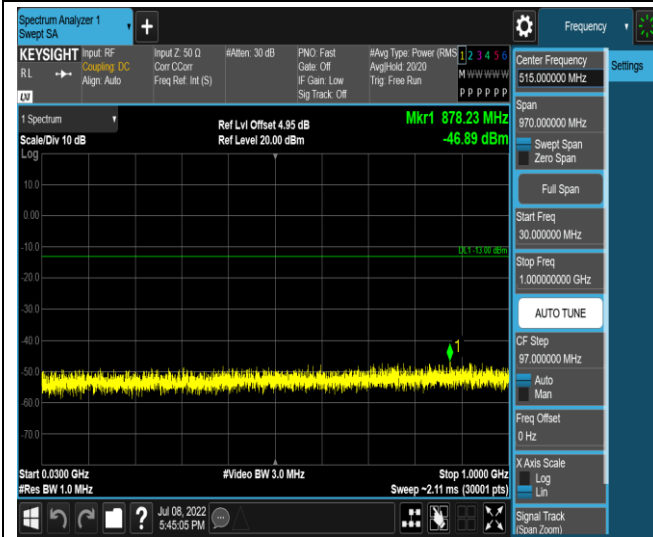 Spectrum Analyzer 1
Swept SA
Frequency
KEYSIGHT
RL
LXI
Input: RF
Coupling: DC
Align: Auto
Input Z: 50 Ω
Corr CCorr
Freq Ref: Int (S)
#Atten: 30 dB
PNO: Fast
Gate: Off
IF Gain: Low
Sig Track: Off
#Avg Type: Power (RMS
Avg|Hold: 20/20
Trig: Free Run
1 2 3 4 5 6
M W W W W W
P P P P P P
1 Spectrum
Scale/Div 10 dB
Log
Ref Lvl Offset 4.95 dB
Ref Level 20.00 dBm
Mkr1 878.23 MHz
-46.89 dBm
10.0
0.00
-10.0
DL1 -13.00 dBm
-20.0
-30.0
-40.0
1
-50.0
-60.0
-70.0
Start 0.0300 GHz
#Res BW 1.0 MHz
#Video BW 3.0 MHz
Stop 1.0000 GHz
Sweep ~2.11 ms (30001 pts)
Jul 08, 2022
5:45:05 PM
Center Frequency
515.000000 MHz
Settings
Span
970.000000 MHz
Swept Span
Zero Span
Full Span
Start Freq
30.000000 MHz
Stop Freq
1.000000000 GHz
AUTO TUNE
CF Step
97.000000 MHz
Auto
Man
Freq Offset
0 Hz
X Axis Scale
Log
Lin
Signal Track
(Span Zoom)